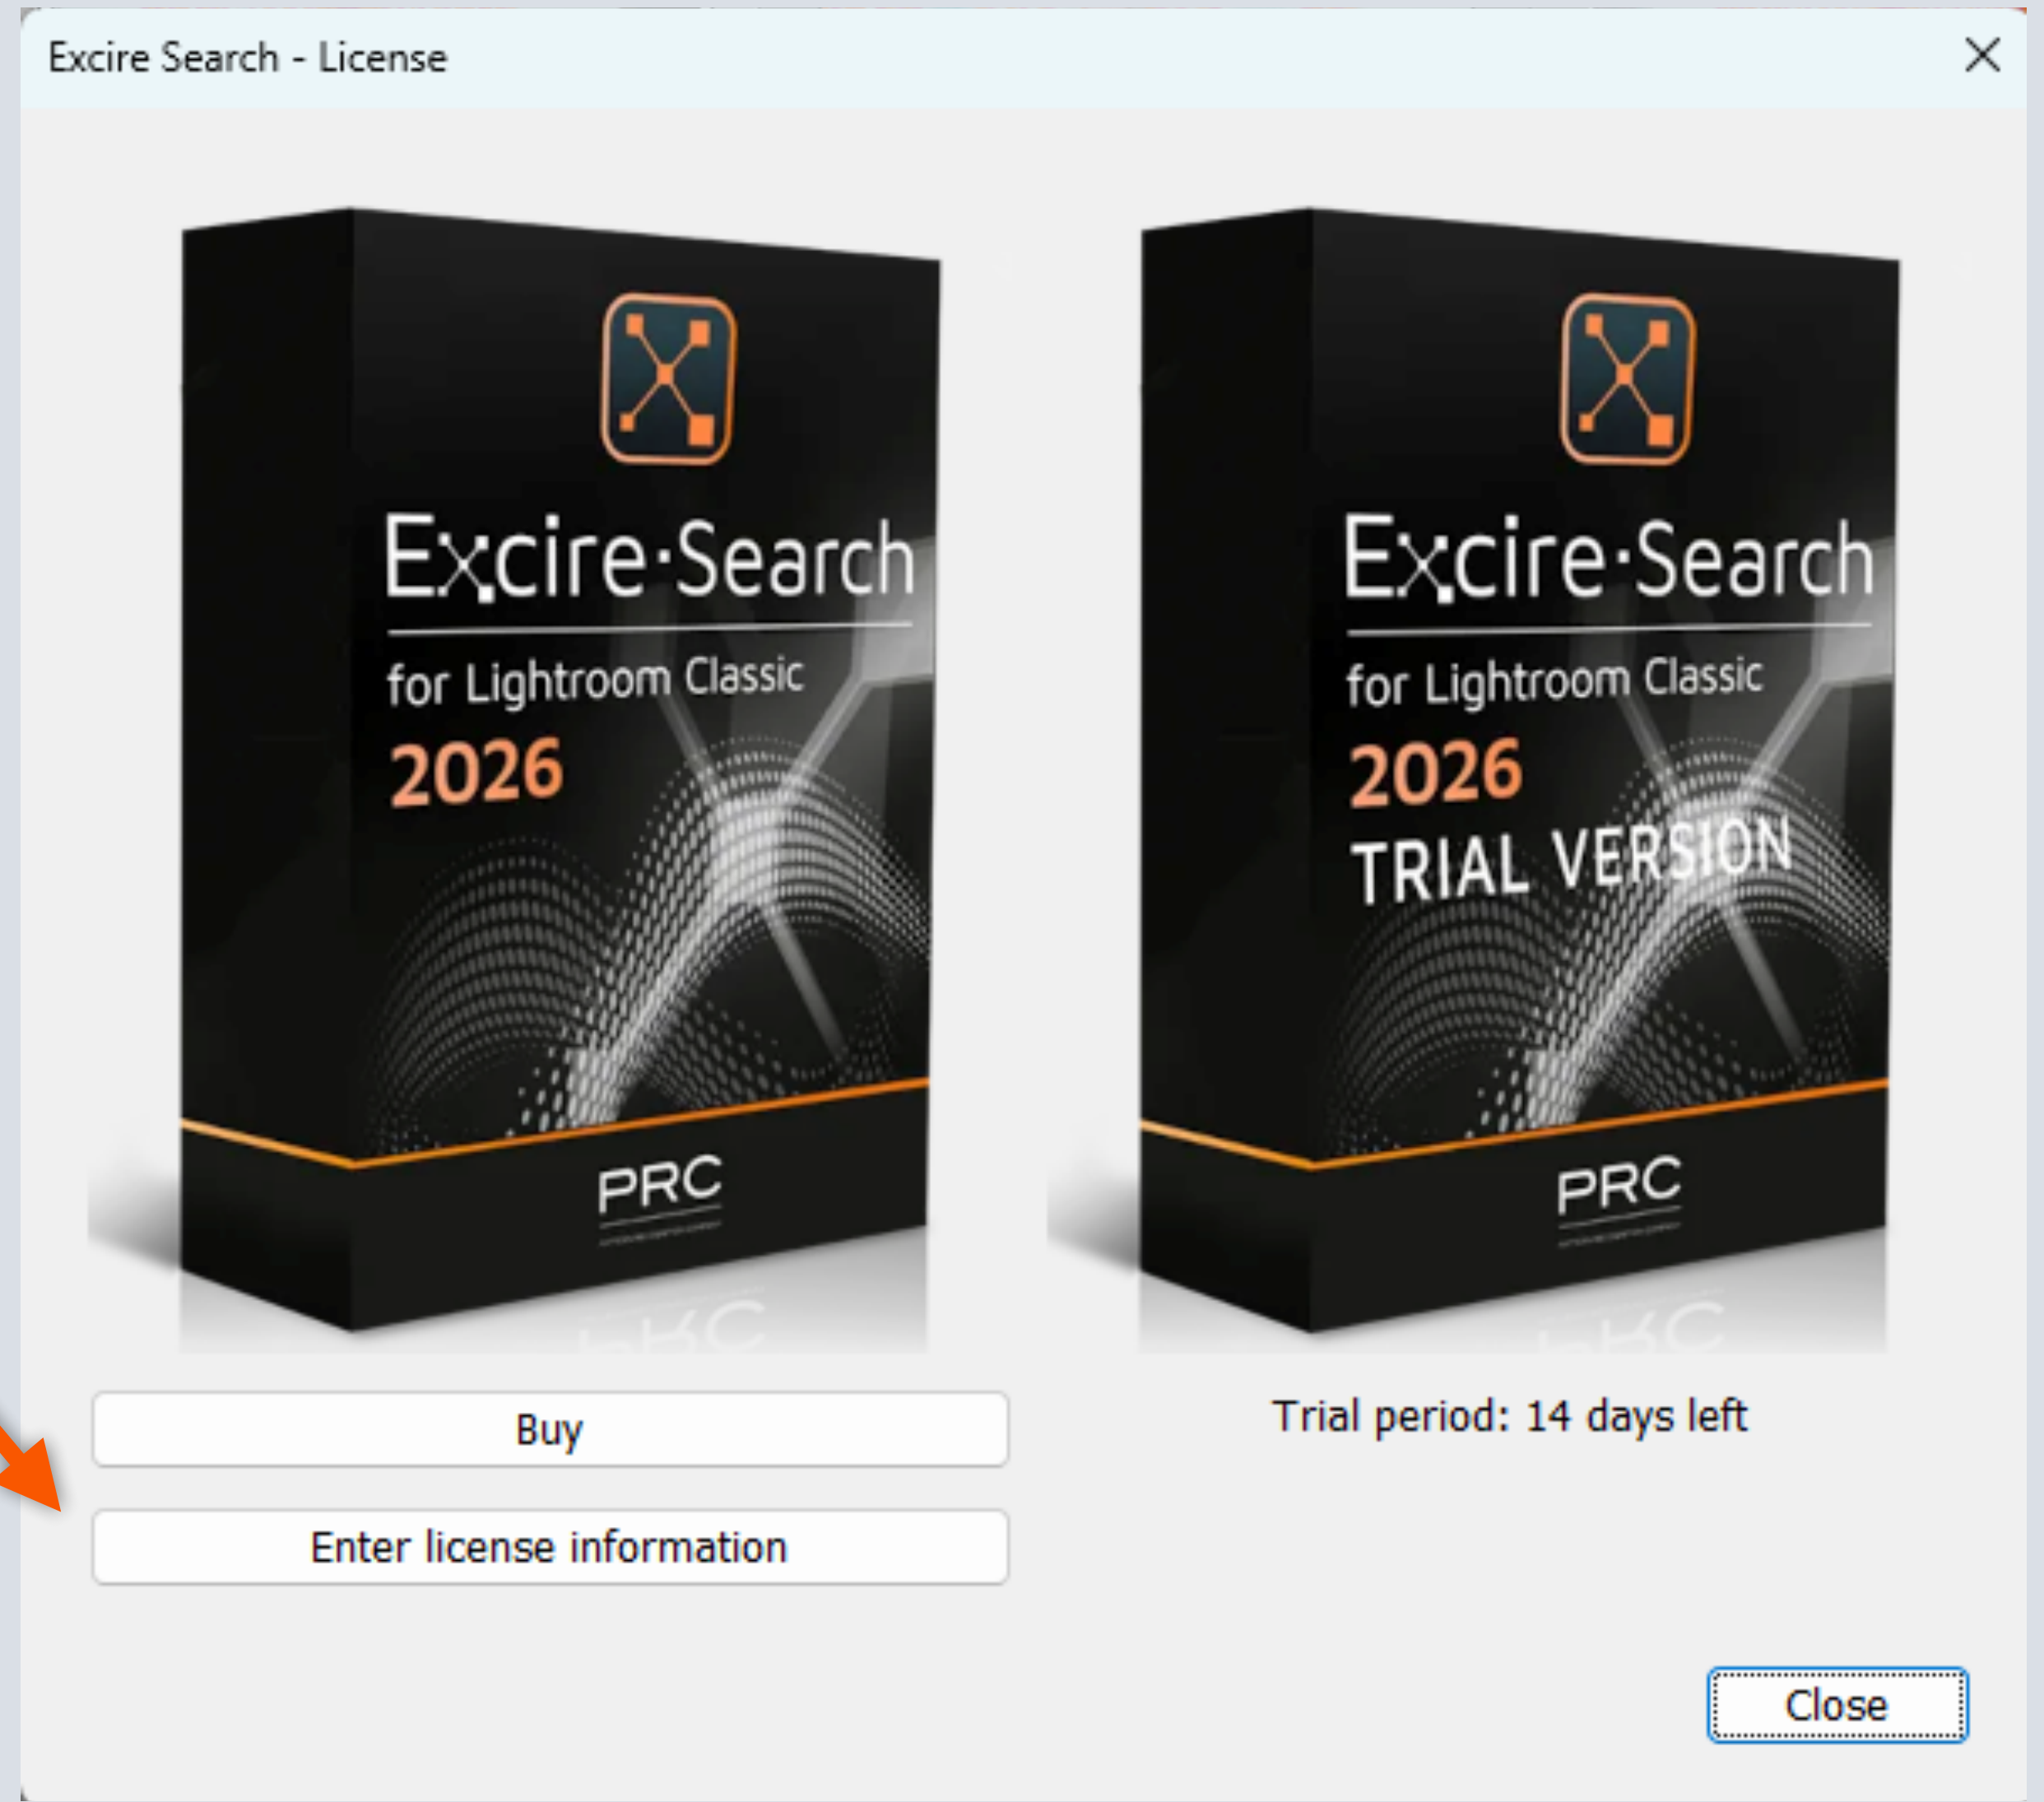 Excire Search - License
Excire·Search
for Lightroom Classic
2026
PRC
Excire·Search
for Lightroom Classic
2026
TRIAL VERSION
PRC
Buy
Enter license information
Trial period: 14 days left
Close